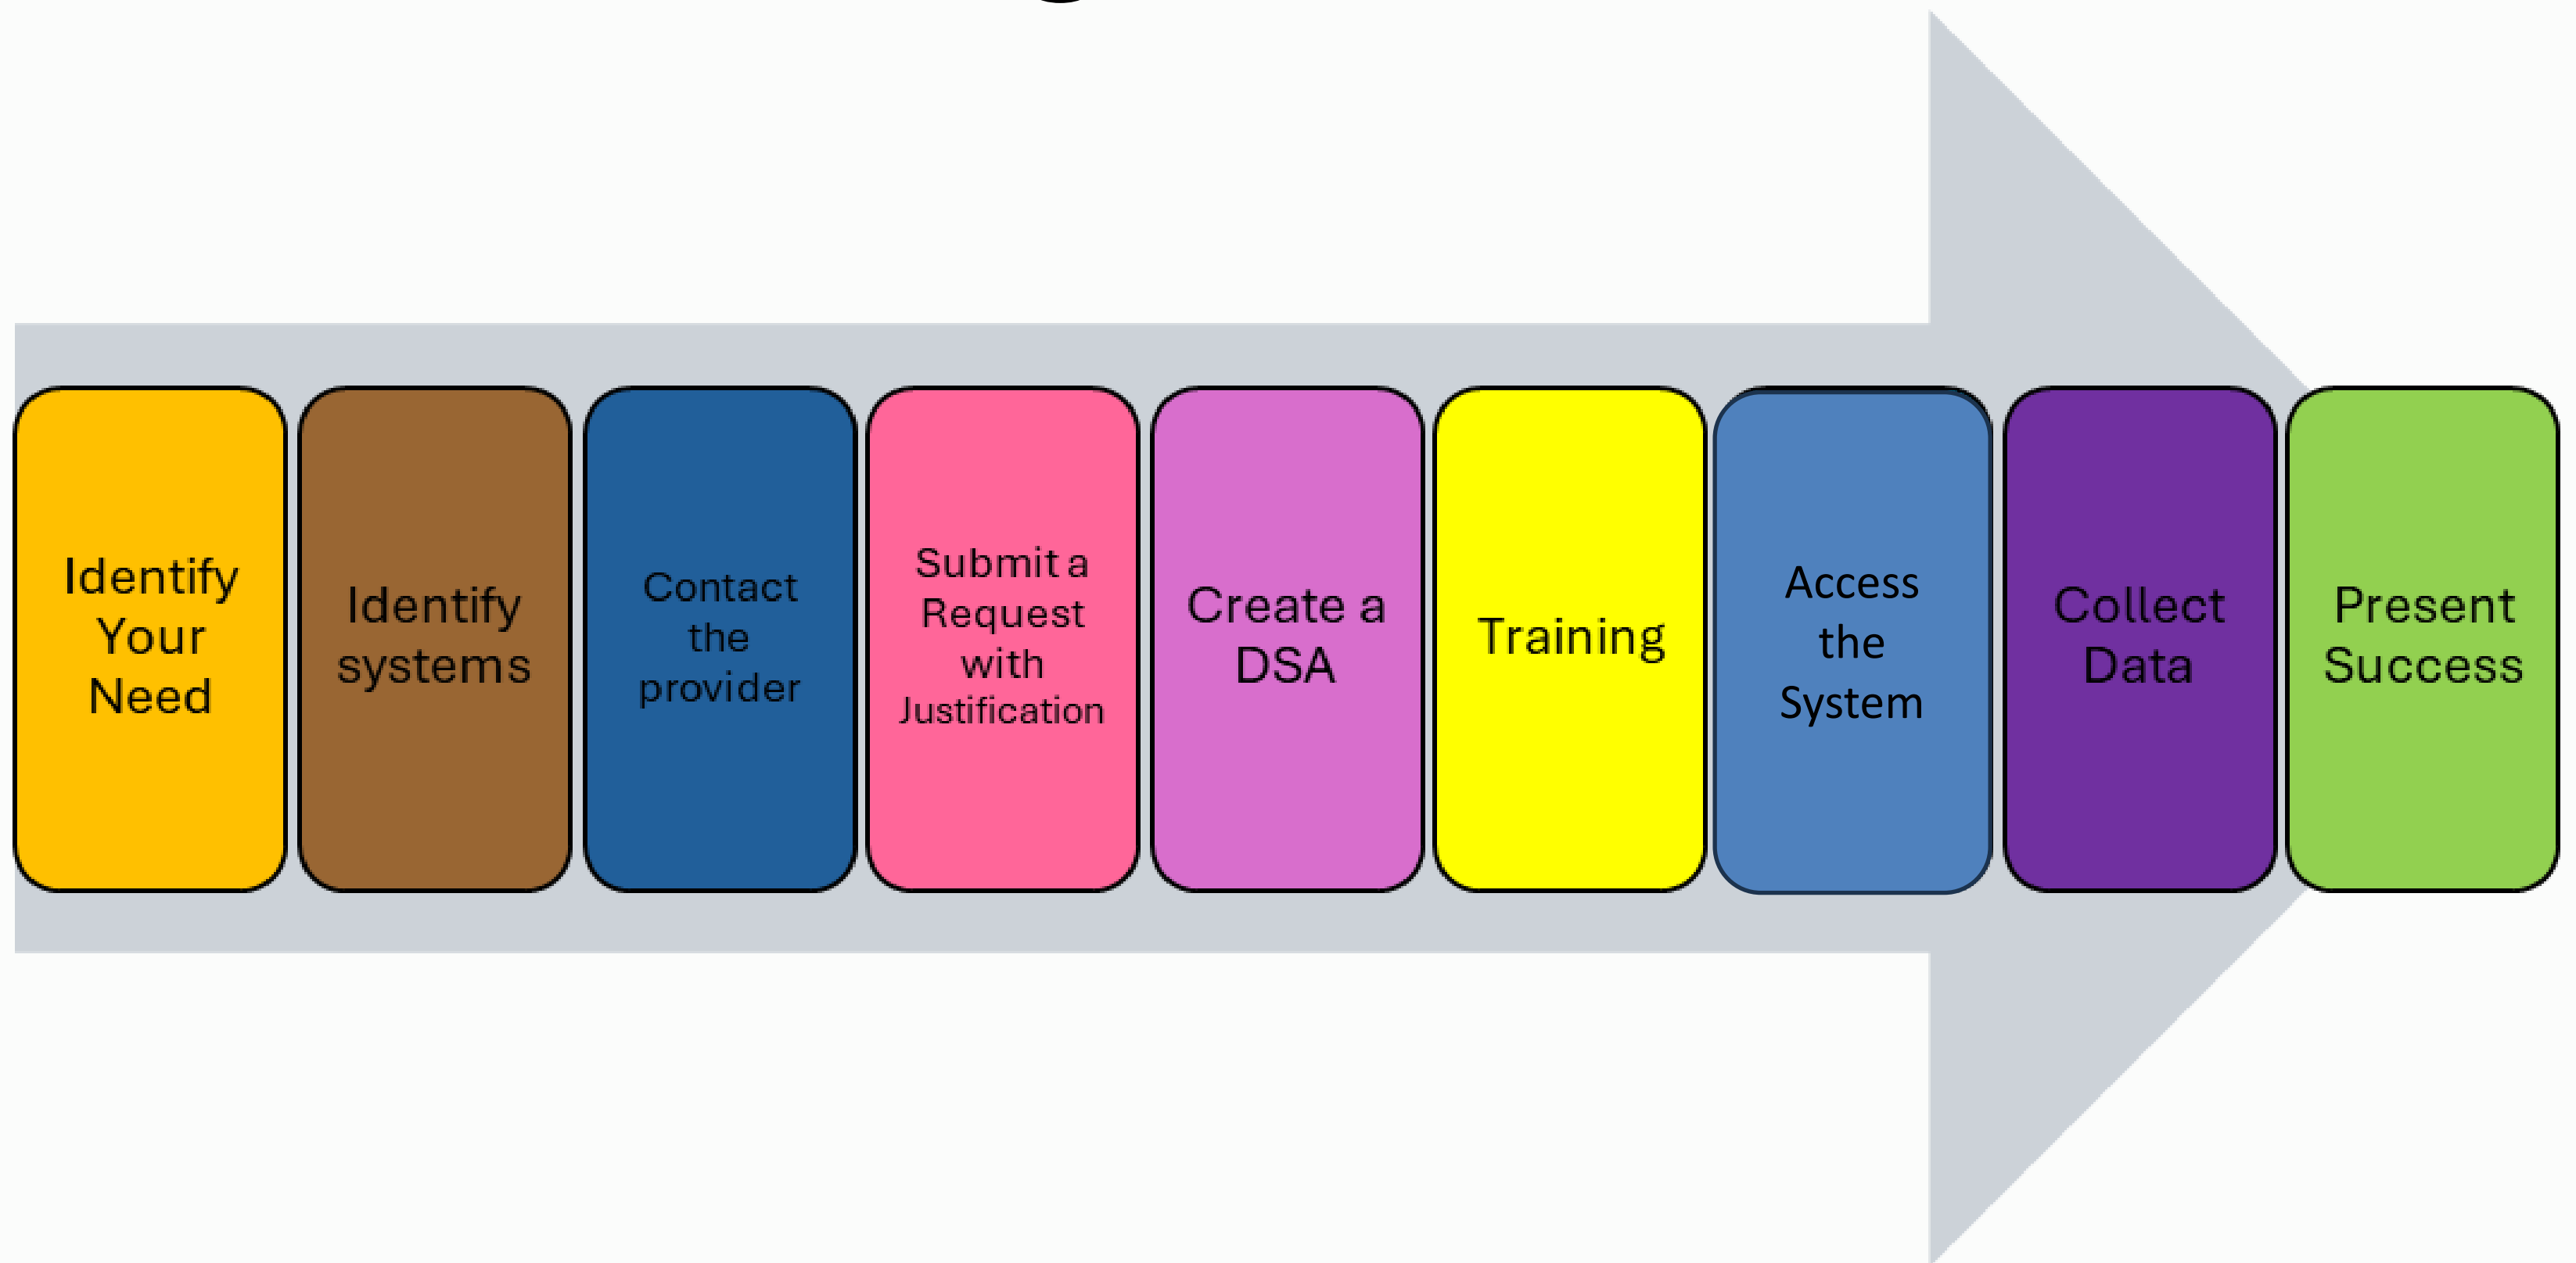 Identify
Your
Need
Identify
systems
Contact
the
provider
Submit a
Request
with
Justification
Create a
DSA
Training
Access
the
System
Collect
Data
Present
Success